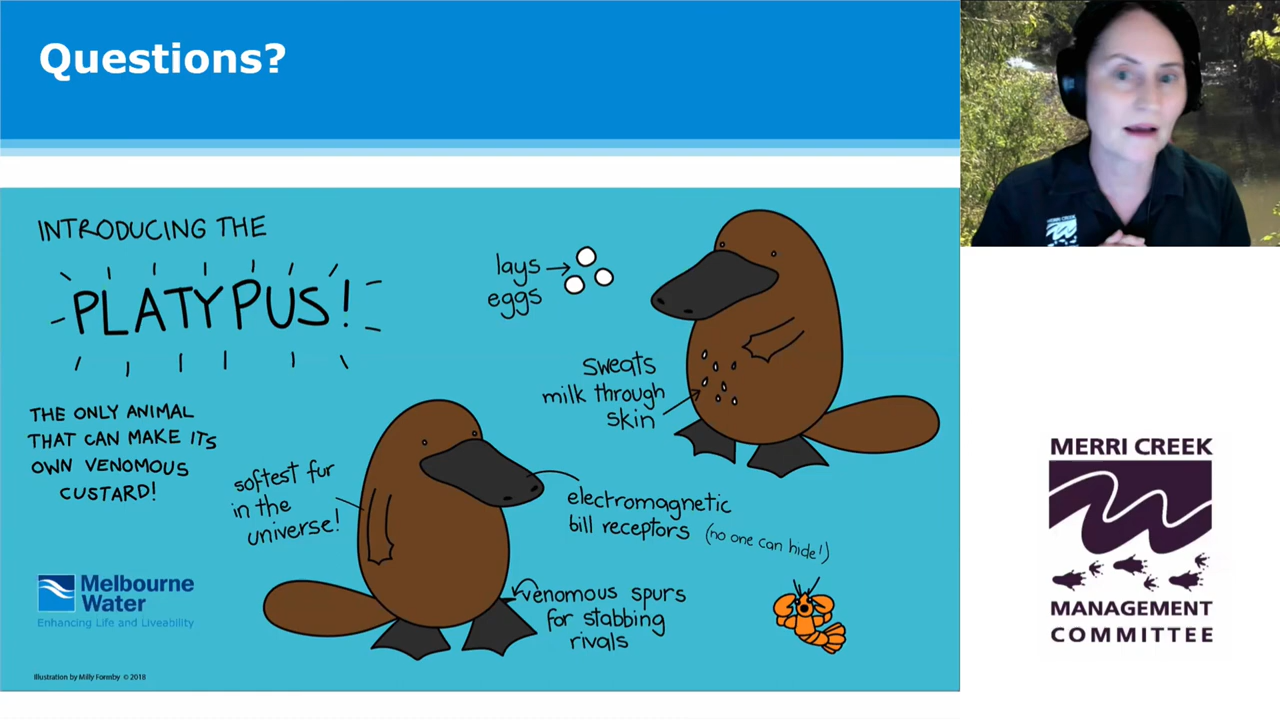 Questions?
INTRODUCING THE
PLATYPUS!
THE ONLY ANIMAL
THAT CAN MAKE ITS
OWN VENOMOUS
CUSTARD!
lays
eggs
sweats
milk through
skin
softest fur
in the
universe!
electromagnetic
bill receptors (no one can hide!)
venomous spurs
for stabbing
rivals
Melbourne
Water
Enhancing Life and Liveability
Illustration by Milly Formby © 2018
MERRI CREEK
MERRI CREEK
MANAGEMENT
COMMITTEE